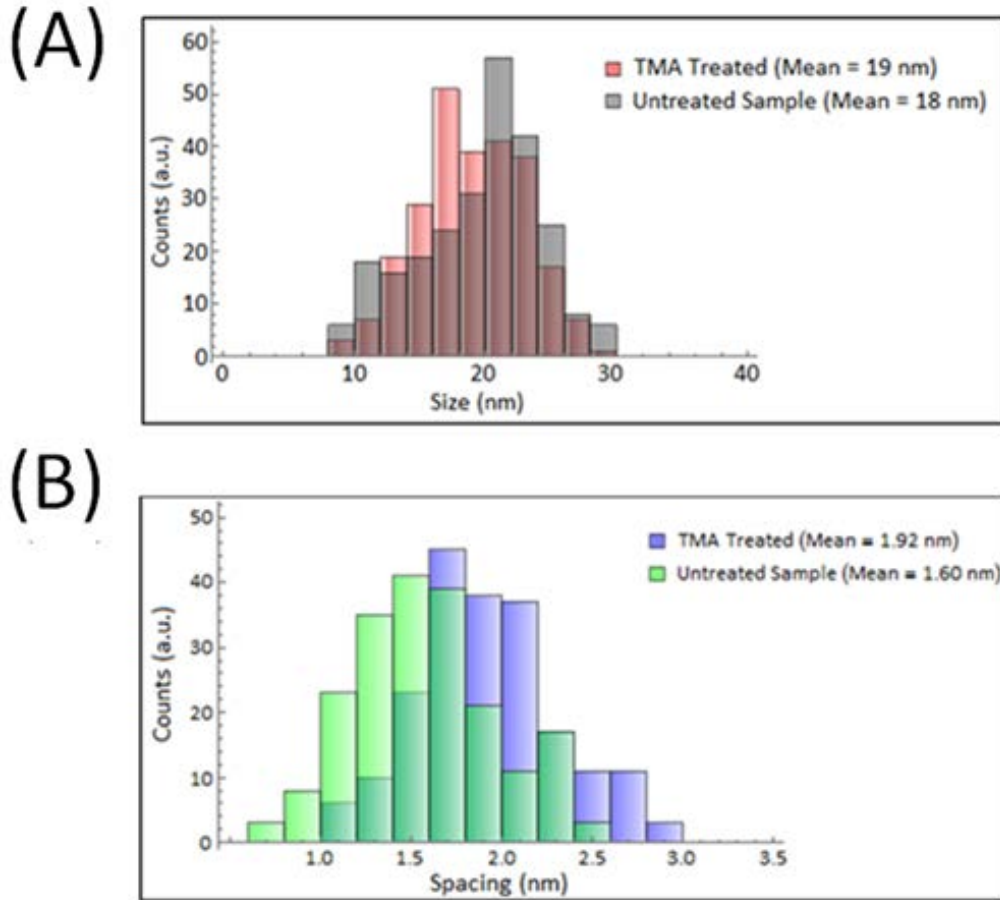 (A)
60
50
40
30
20
10
0
Counts (a.u.)
TMA Treated (Mean = 19 nm)
Untreated Sample (Mean = 18 nm)
0 10 20 30 40
Size (nm)
(B)
50
40
30
20
10
0
Counts (a.u.)
TMA Treated (Mean = 1.92 nm)
Untreated Sample (Mean = 1.60 nm)
1.0 1.5 2.0 2.5 3.0 3.5
Spacing (nm)